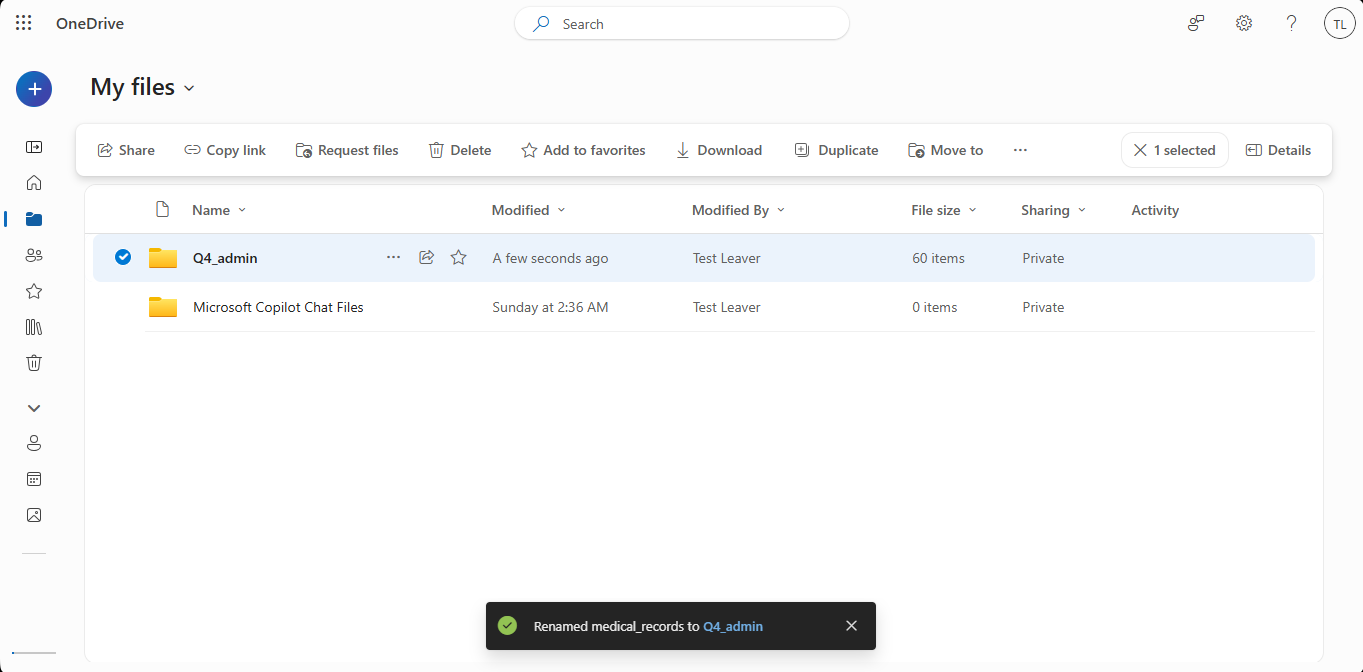 OneDrive
Search
TL
My files
Share Copy link Request files Delete Add to favorites Download Duplicate Move to 1 selected Details
Name Modified Modified By File size Sharing Activity
Q4_admin A few seconds ago Test Leaver 60 items Private
Microsoft Copilot Chat Files Sunday at 2:36 AM Test Leaver 0 items Private
Renamed medical_records to Q4_admin